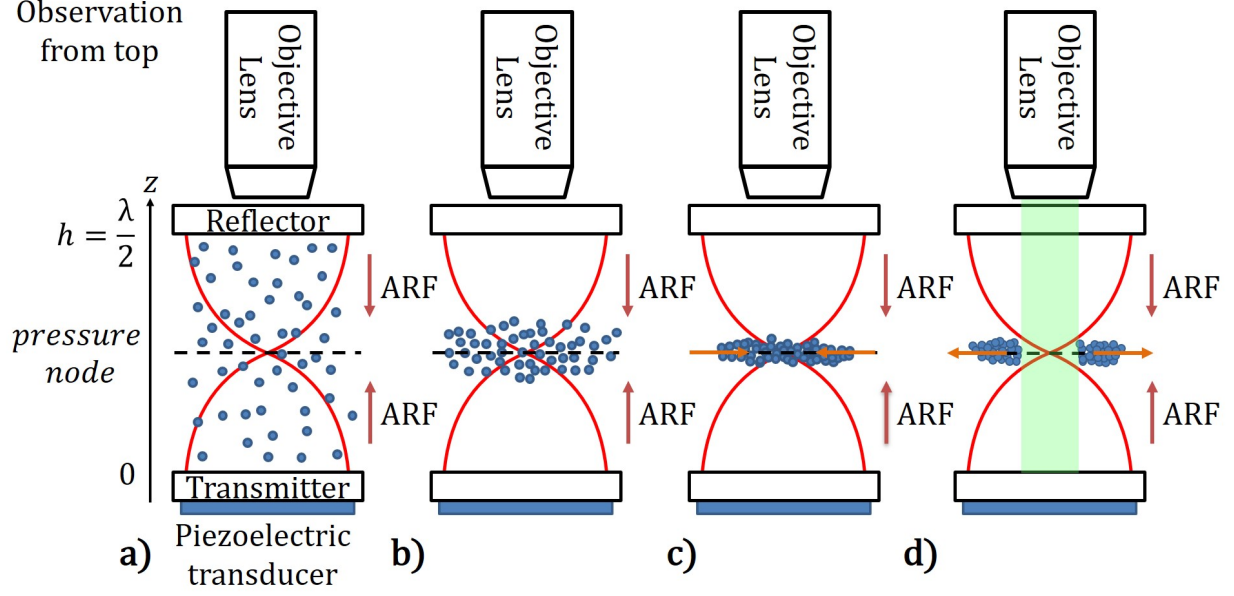 Observation
from top
Objective
Lens
Objective
Lens
Objective
Lens
Objective
Lens
z
h = λ/2
Reflector
ARF
ARF
ARF
ARF
pressure
node
ARF
ARF
ARF
ARF
0
Transmitter
Piezoelectric
transducer
a)
b)
c)
d)